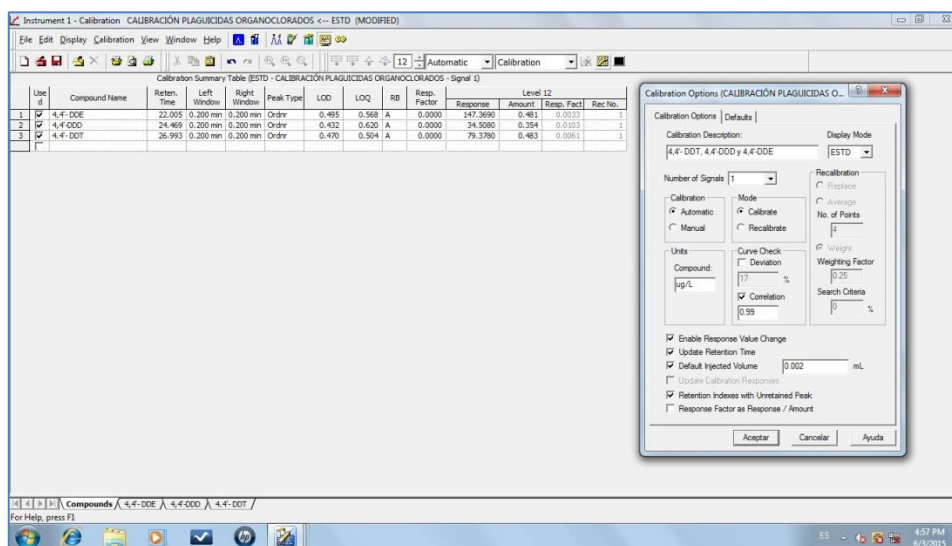 Instrument 1 - Calibration CALIBRACIÓN PLAGUICIDAS ORGANOCLORADOS <-- ESTD (MODIFIED)
File Edit Display Calibration View Window Help
12 Automatic Calibration
Calibration Summary Table (ESTD - CALIBRACIÓN PLAGUICIDAS ORGANOCLORADOS - Signal 1)
Use d Compound Name Reten. Time Left Window Right Window Peak Type LOD LOQ RB Resp. Factor Level 12
Response Amount Resp. Fact Rec No.
1 4,4'- DDE 22.005 0.200 min 0.200 min Ordnr 0.495 0.568 A 0.0000 147.3690 0.481 0.0033 1
2 4,4'-DDD 24.469 0.200 min 0.200 min Ordnr 0.432 0.620 A 0.0000 34.5080 0.354 0.0103 1
3 4.4'- DDT 26.993 0.200 min 0.200 min Ordnr 0.470 0.504 A 0.0000 79.3780 0.483 0.0061 1
Calibration Options (CALIBRACIÓN PLAGUICIDAS O...
Calibration Options Defaults
Calibration Description: Display Mode
4,4'- DDT, 4,4'-DDD y 4,4'-DDE ESTD
Number of Signals 1
Recalibration
Replace
Average
No. of Points
4
Weight
Weighting Factor
0.25
Search Criteria
0 %
Calibration
Automatic
Manual
Mode
Calibrate
Recalibrate
Units
Compound:
ug/L
Curve Check
Deviation
17 %
Correlation
0.99
Enable Response Value Change
Update Retention Time
Default Injected Volume 0.002 mL
Update Calibration Responses
Retention Indexes with Unretained Peak
Response Factor as Response / Amount
Aceptar Cancelar Ayuda
Compounds 4,4'- DDE 4,4'-DDD 4.4'- DDT
For Help, press F1
hp
ES 4:57 PM
6/3/2015